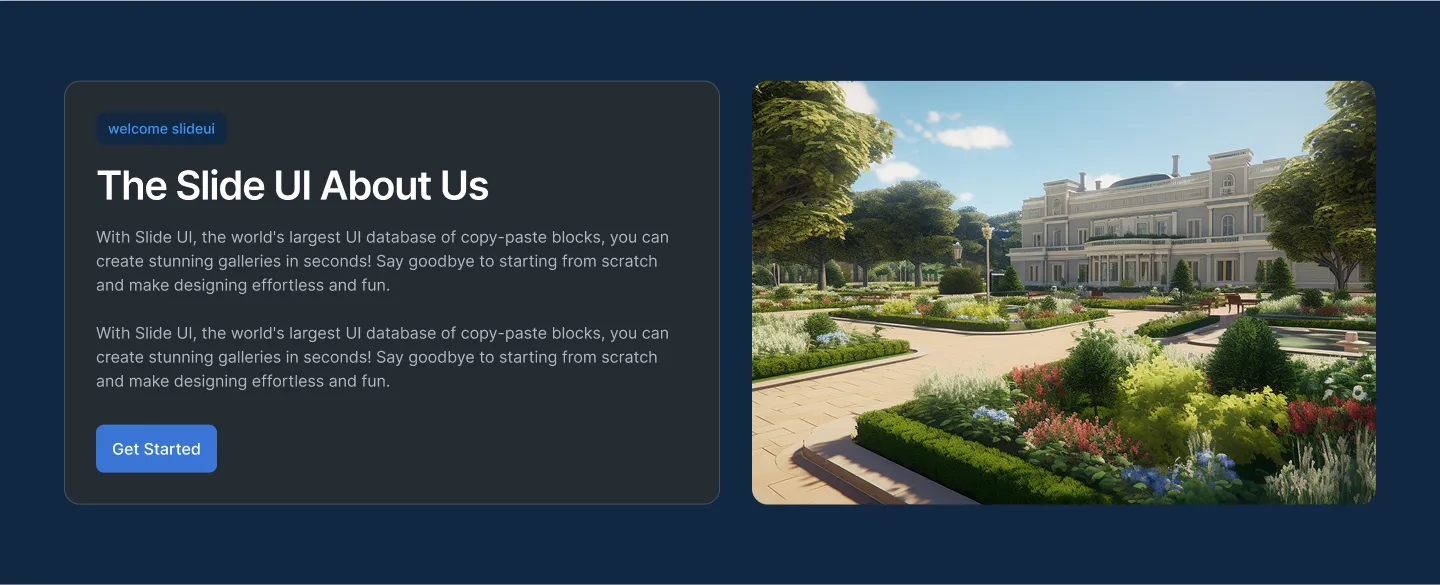 welcome slideui
The Slide UI About Us
With Slide UI, the world's largest UI database of copy-paste blocks, you can
create stunning galleries in seconds! Say goodbye to starting from scratch
and make designing effortless and fun.
With Slide UI, the world's largest UI database of copy-paste blocks, you can
create stunning galleries in seconds! Say goodbye to starting from scratch
and make designing effortless and fun.
Get Started